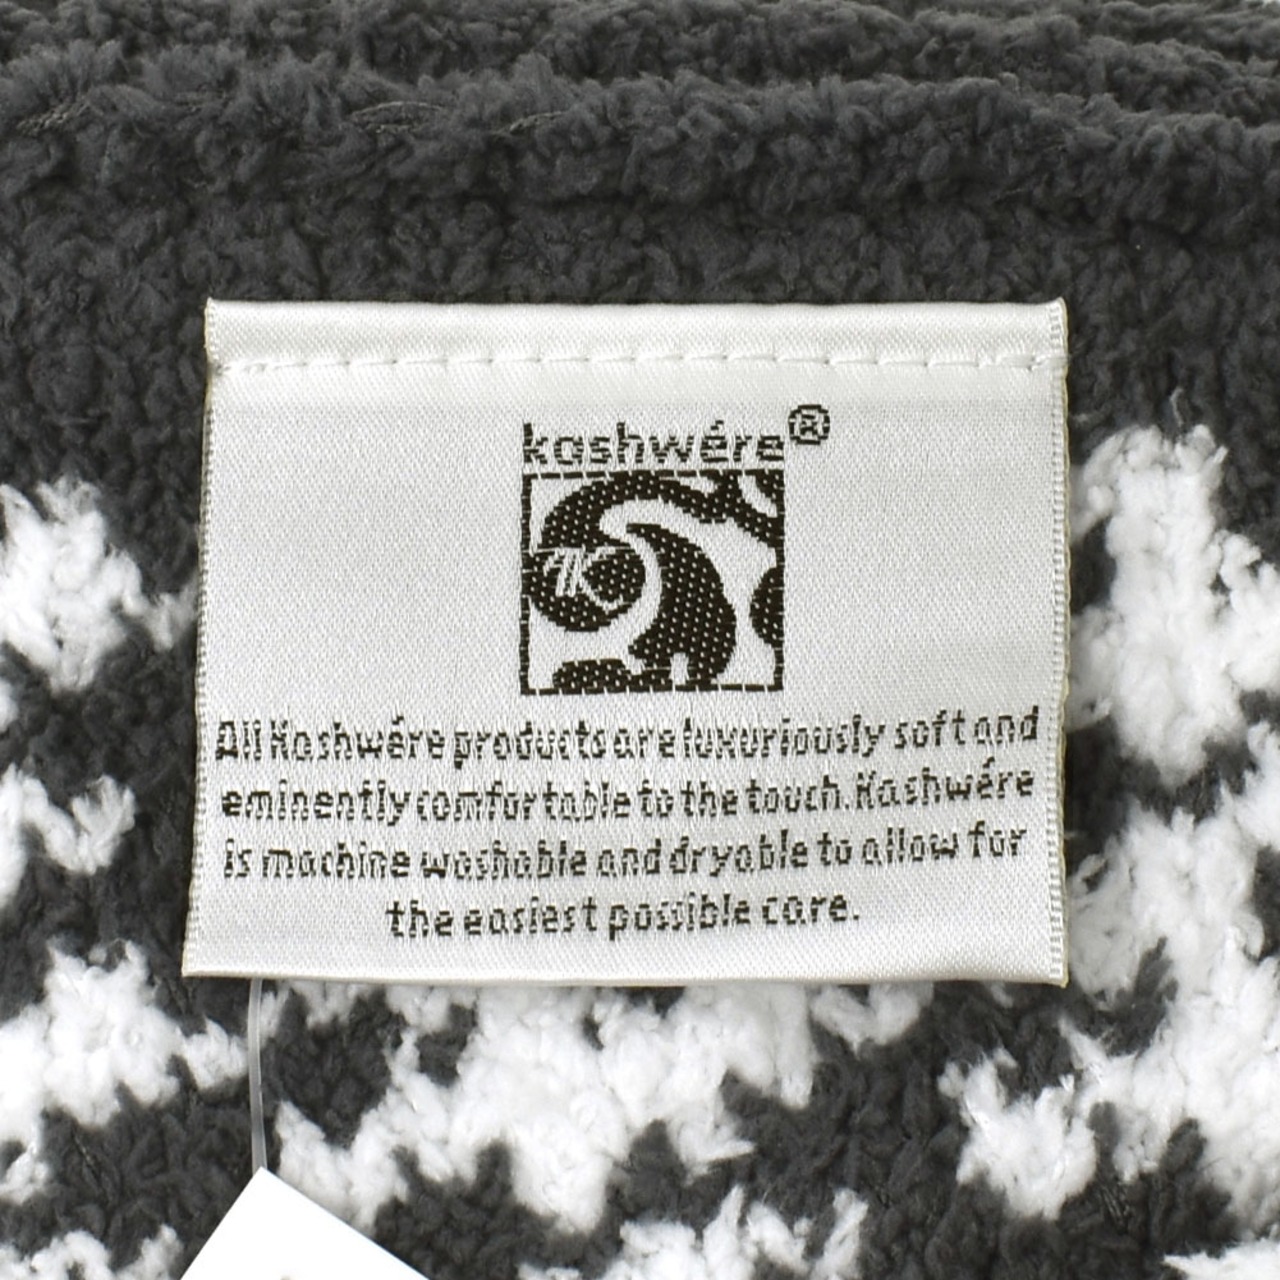 kashwére®
AK
All Kashwére products are luxuriously soft and
eminently comfortable to the touch. Kashwére
is machine washable and dryable to allow for
the easiest possible care.